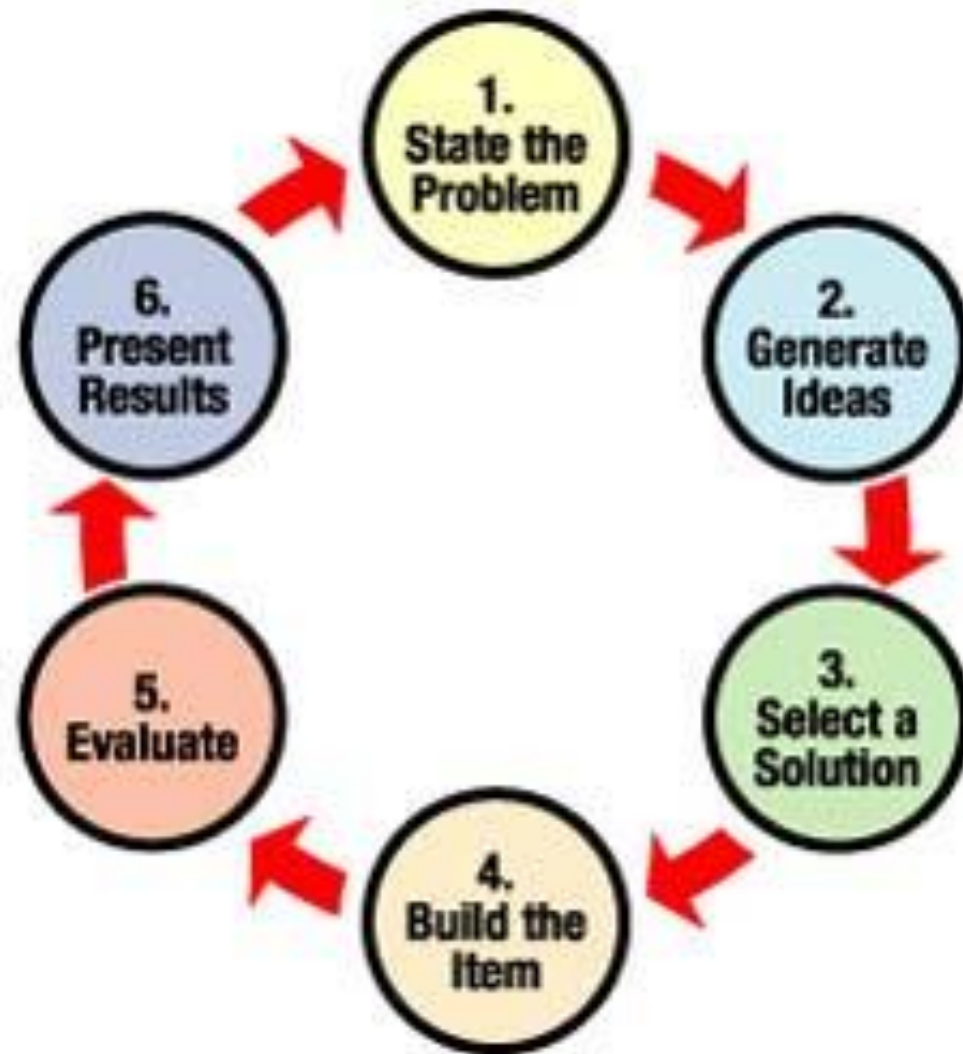 1.
State the
Problem
2.
Generate
Ideas
3.
Select a
Solution
4.
Build the
Item
5.
Evaluate
6.
Present
Results